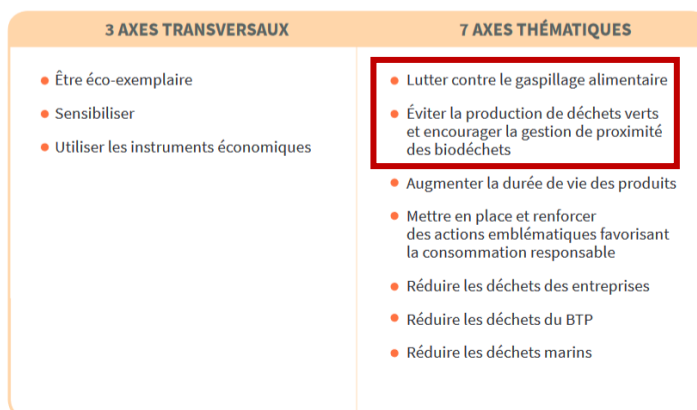 3 AXES TRANSVERSAUX
Être éco-exemplaire
Sensibiliser
Utiliser les instruments économiques
7 AXES THÉMATIQUES
Lutter contre le gaspillage alimentaire
Éviter la production de déchets verts
et encourager la gestion de proximité
des biodéchets
Augmenter la durée de vie des produits
Mettre en place et renforcer
des actions emblématiques favorisant
la consommation responsable
Réduire les déchets des entreprises
Réduire les déchets du BTP
Réduire les déchets marins